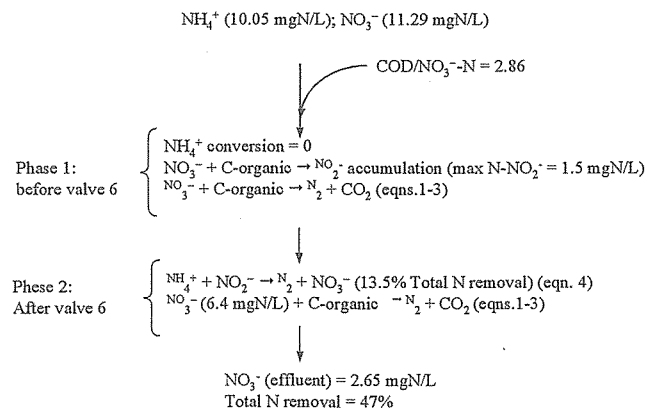 NH₄⁺ (10.05 mgN/L); NO₃⁻ (11.29 mgN/L)
COD/NO₃⁻-N = 2.86
Phase 1:
before valve 6
NH₄⁺ conversion = 0
NO₃⁻ + C-organic → NO₂⁻ accumulation (max N-NO₂⁻ = 1.5 mgN/L)
NO₃⁻ + C-organic → N₂ + CO₂ (eqns.1-3)
Phese 2:
After valve 6
NH₄⁺ + NO₂⁻ → N₂ + NO₃⁻ (13.5% Total N removal) (eqn. 4)
NO₃⁻ (6.4 mgN/L) + C-organic → N₂ + CO₂ (eqns.1-3)
NO₃⁻ (effluent) = 2.65 mgN/L
Total N removal = 47%